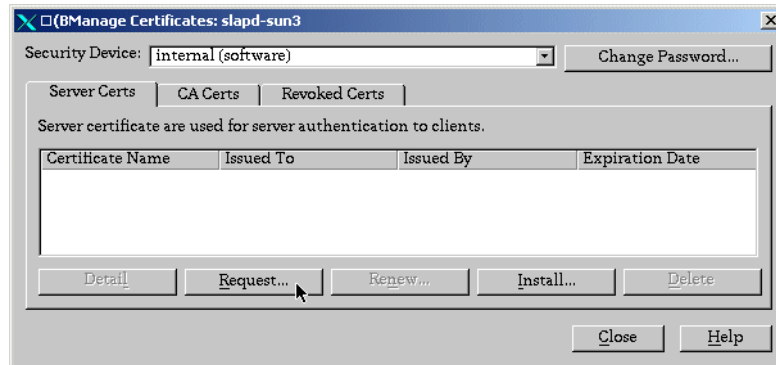 □(BManage Certificates: slapd-sun3
Security Device: internal (software) Change Password...
Server Certs CA Certs Revoked Certs
Server certificate are used for server authentication to clients.
Certificate Name Issued To Issued By Expiration Date
Detail Request... Renew... Install... Delete
Close Help